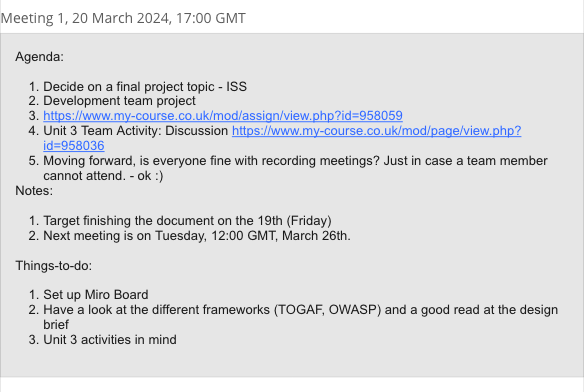 Meeting 1, 20 March 2024, 17:00 GMT
Agenda:
1. Decide on a final project topic - ISS
2. Development team project
3. https://www.my-course.co.uk/mod/assign/view.php?id=958059
4. Unit 3 Team Activity: Discussion https://www.my-course.co.uk/mod/page/view.php?
id=958036
5. Moving forward, is everyone fine with recording meetings? Just in case a team member
cannot attend. - ok :)
Notes:
1. Target finishing the document on the 19th (Friday)
2. Next meeting is on Tuesday, 12:00 GMT, March 26th.
Things-to-do:
1. Set up Miro Board
2. Have a look at the different frameworks (TOGAF, OWASP) and a good read at the design
brief
3. Unit 3 activities in mind